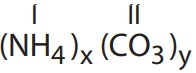 I II
(NH4)x (CO3)y